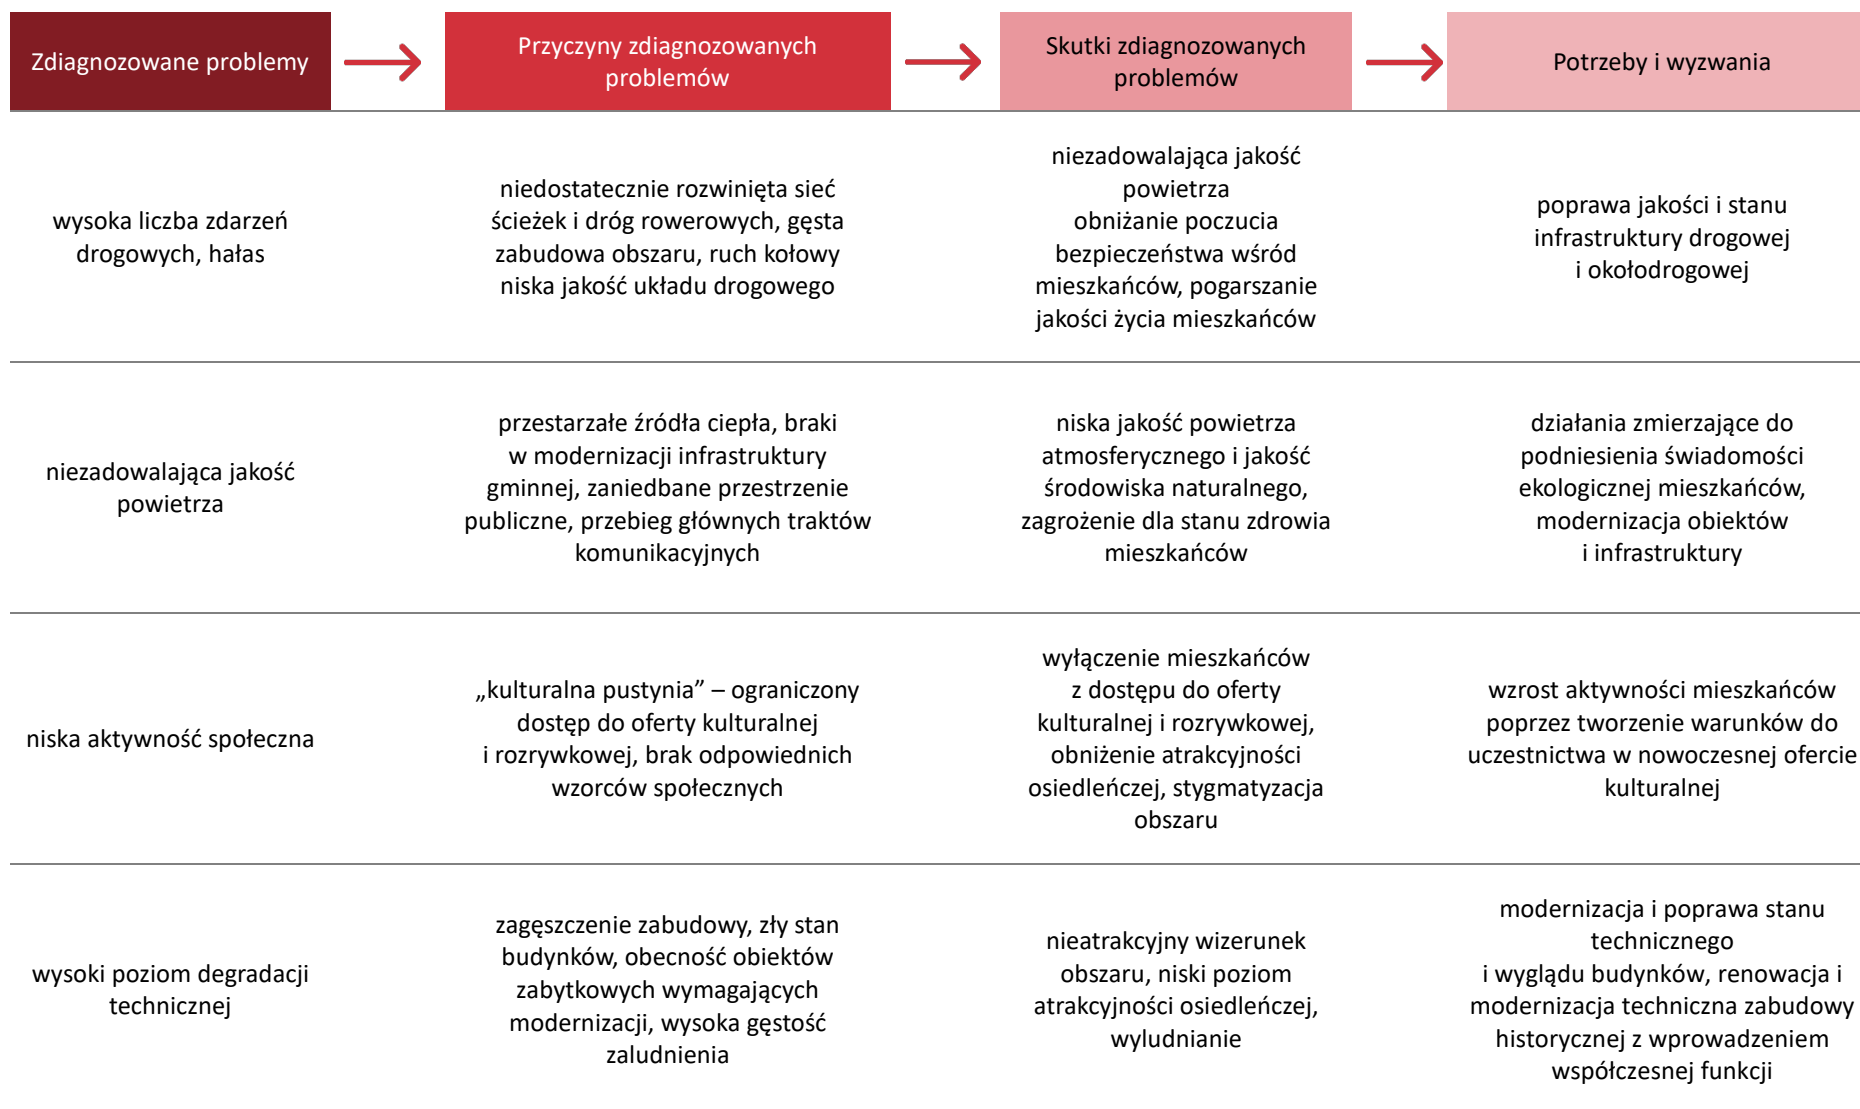 Zdiagnozowane problemy
Przyczyny zdiagnozowanych
problemów
Skutki zdiagnozowanych
problemów
Potrzeby i wyzwania
wysoka liczba zdarzeń
drogowych, hałas
niedostatecznie rozwinięta sieć
ścieżek i dróg rowerowych, gęsta
zabudowa obszaru, ruch kołowy
niska jakość układu drogowego
niezadowalająca jakość
powietrza
obniżanie poczucia
bezpieczeństwa wśród
mieszkańców, pogarszanie
jakości życia mieszkańców
poprawa jakości i stanu
infrastruktury drogowej
i okołodrogowej
niezadowalająca jakość
powietrza
przestarzałe źródła ciepła, braki
w modernizacji infrastruktury
gminnej, zaniedbane przestrzenie
publiczne, przebieg głównych traktów
komunikacyjnych
niska jakość powietrza
atmosferycznego i jakość
środowiska naturalnego,
zagrożenie dla stanu zdrowia
mieszkańców
działania zmierzające do
podniesienia świadomości
ekologicznej mieszkańców,
modernizacja obiektów
i infrastruktury
niska aktywność społeczna
„kulturalna pustynia” – ograniczony
dostęp do oferty kulturalnej
i rozrywkowej, brak odpowiednich
wzorców społecznych
wyłączenie mieszkańców
z dostępu do oferty
kulturalnej i rozrywkowej,
obniżenie atrakcyjności
osiedleńczej, stygmatyzacja
obszaru
wzrost aktywności mieszkańców
poprzez tworzenie warunków do
uczestnictwa w nowoczesnej ofercie
kulturalnej
wysoki poziom degradacji
technicznej
zagęszczenie zabudowy, zły stan
budynków, obecność obiektów
zabytkowych wymagających
modernizacji, wysoka gęstość
zaludnienia
nieatrakcyjny wizerunek
obszaru, niski poziom
atrakcyjności osiedleńczej,
wyludnianie
modernizacja i poprawa stanu
technicznego
i wyglądu budynków, renowacja i
modernizacja techniczna zabudowy
historycznej z wprowadzeniem
współczesnej funkcji